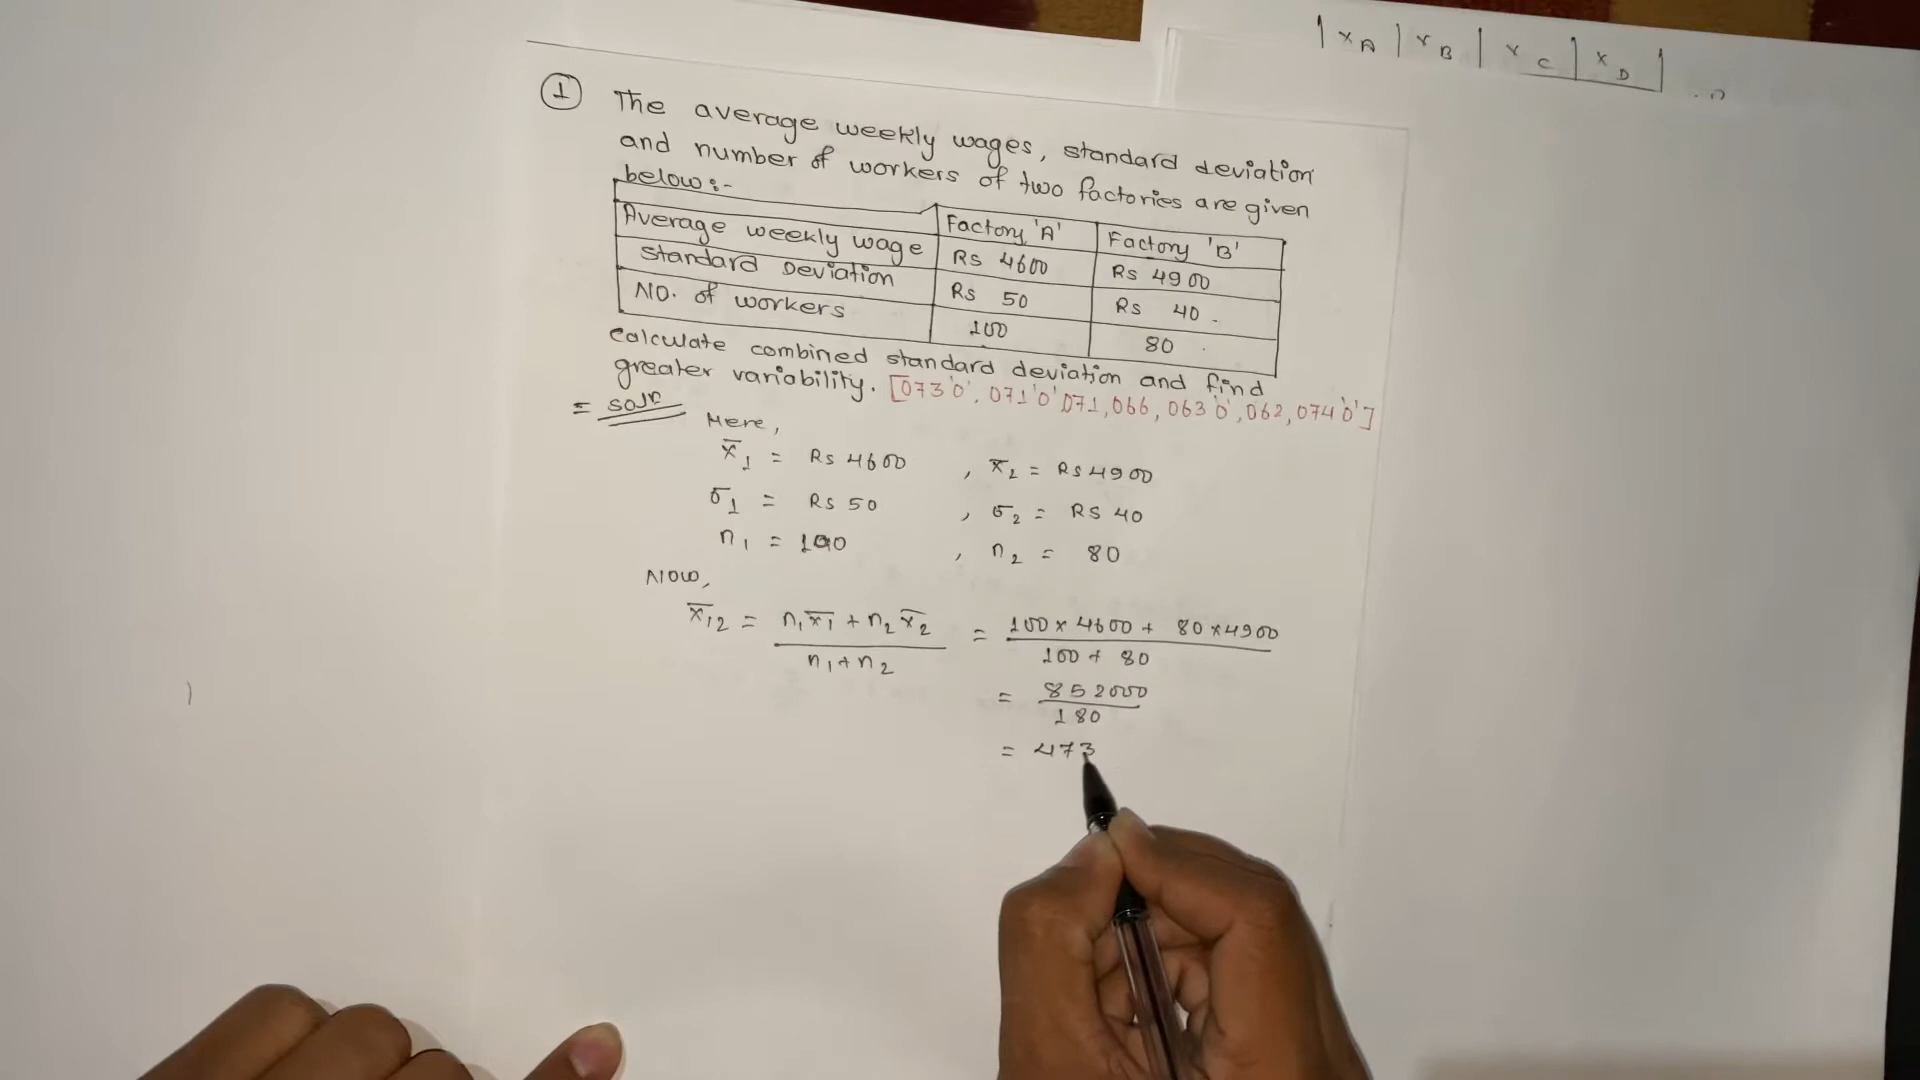 | x A | x B | x C | x D |
① The average weekly wages, standard deviation
and number of workers of two factories are given
below:-
Factory 'A' Factory 'B'
Average weekly wage Rs 4600 Rs 4900
Standard Deviation Rs 50 Rs 40
NO. of workers 100 80
Calculate combined standard deviation and find
greater variability. [073'0', 071'0' 071, 066, 063'0', 062, 074'0']
= Soln
Here,
x̄1 = Rs 4600 , x̄2 = Rs 4900
σ1 = Rs 50 , σ2 = Rs 40
n1 = 100 , n2 = 80
Now,
x̄12 = n1x̄1 + n2x̄2 / n1+n2 = 100 x 4600 + 80 x 4900 / 100 + 80
= 852000 / 180
= 473